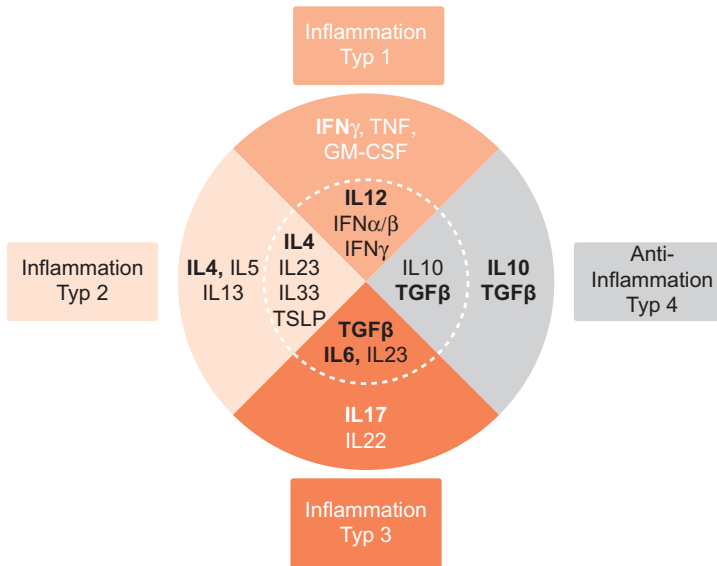 Inflammation
Typ 1
IFNγ, TNF,
GM-CSF
IL12
IFNα/β
IFNγ
Inflammation
Typ 2
IL4, IL5
IL13
IL4
IL23
IL33
TSLP
IL10
TGFβ
IL10
TGFβ
Anti-
Inflammation
Typ 4
TGFβ
IL6, IL23
IL17
IL22
Inflammation
Typ 3